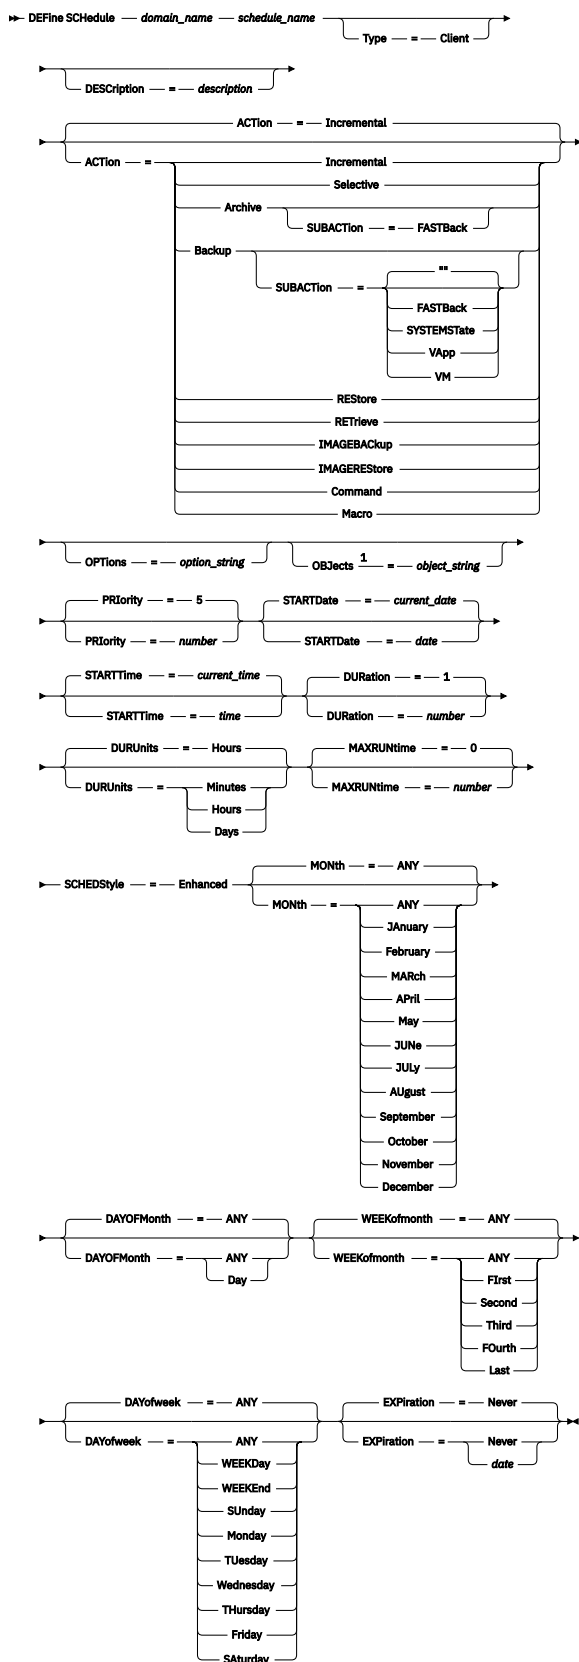 DEFine SCHedule domain_name schedule_name
Type = Client
DESCription = description
ACTion = Incremental
ACTion = Incremental
Selective
Archive
SUBACTion = FASTBack
Backup
""
SUBACTion =
FASTBack
SYSTEMSTate
VApp
VM
REStore
RETrieve
IMAGEBACkup
IMAGEREStore
Command
Macro
OPTions = option_string
OBJects 1 = object_string
PRIority = 5
STARTDate = current_date
PRIority = number
STARTDate = date
STARTTime = current_time
DURation = 1
STARTTime = time
DURation = number
DURUnits = Hours
MAXRUNtime = 0
DURUnits = Minutes
MAXRUNtime = number
Hours
Days
MONth = ANY
SCHEDStyle = Enhanced
MONth = ANY
JAnuary
February
MARch
APril
May
JUNe
JULy
AUgust
September
October
November
December
DAYOFMonth = ANY
WEEKofmonth = ANY
DAYOFMonth = ANY
WEEKofmonth = ANY
Day
FIrst
Second
Third
FOurth
Last
DAYofweek = ANY
EXPiration = Never
DAYofweek = ANY
EXPiration = Never
WEEKDay
date
WEEKEnd
SUnday
Monday
TUesday
Wednesday
THursday
Friday
SAturday